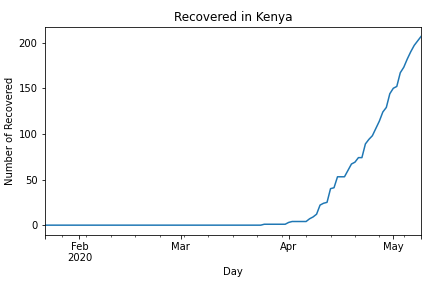 Recovered in Kenya
Number of Recovered
200
150
100
50
0
Feb
2020
Mar
Apr
May
Day